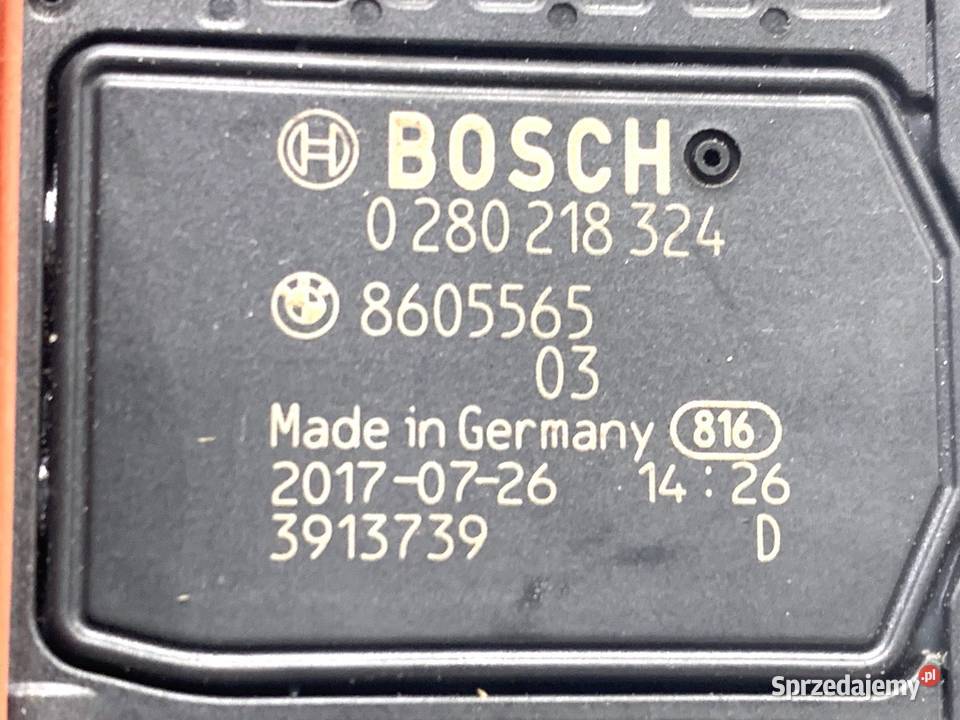 BOSCH
0 280 218 324
8605565
03
Made in Germany 816
2017-07-26 14:26
3913739 D
Sprzedajemy.pl